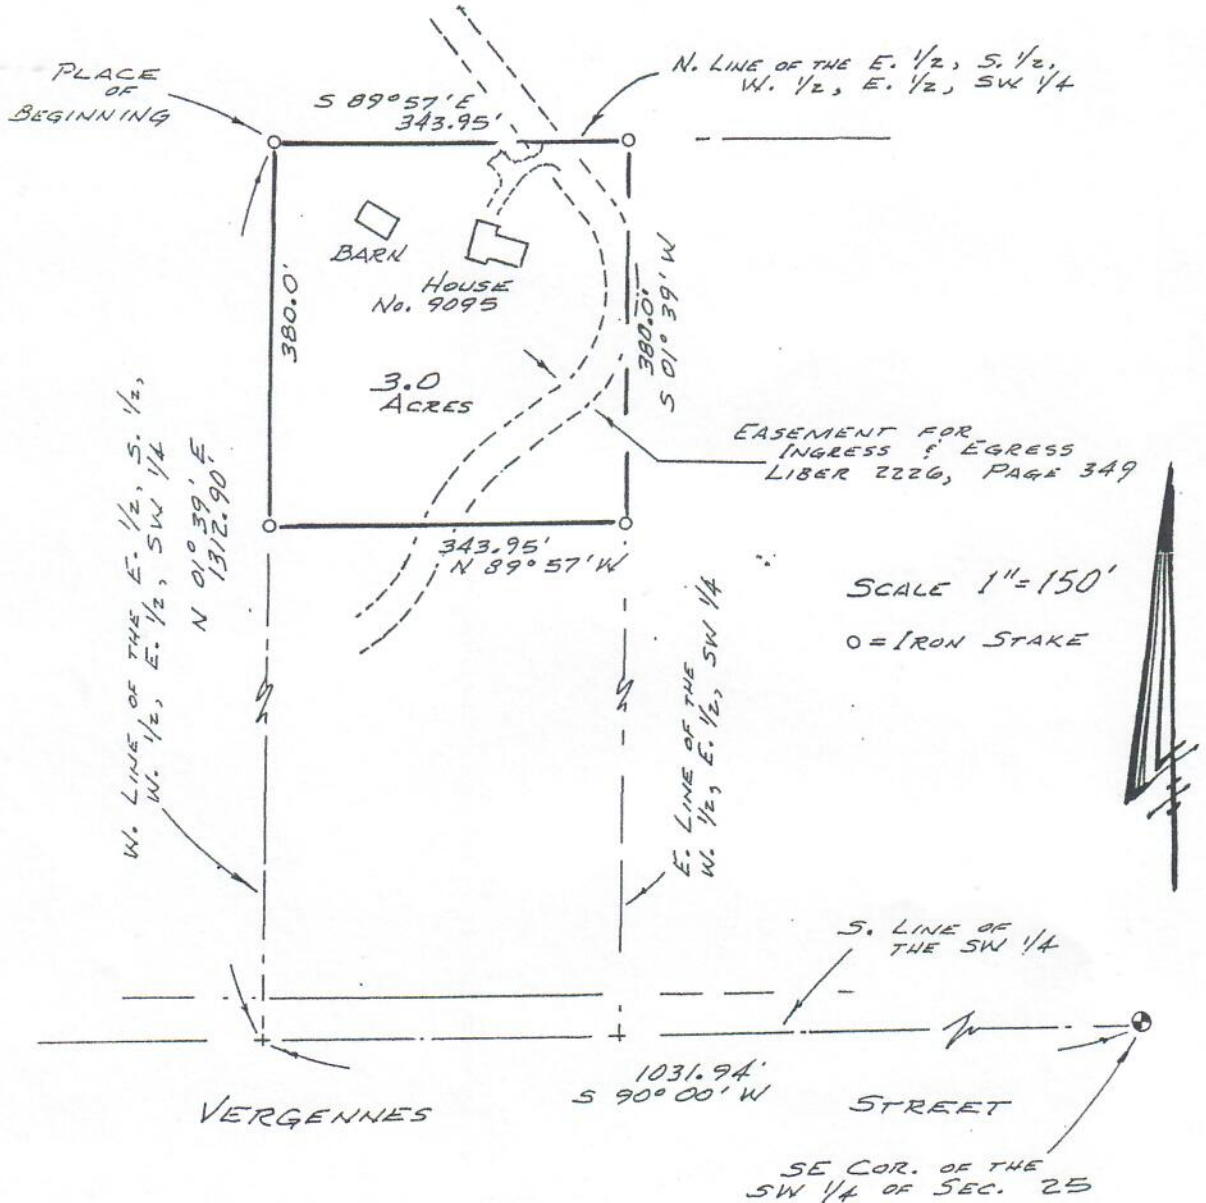 PLACE
OF
BEGINNING
S 89°57' E
343.95'
N. LINE OF THE E. 1/2, S. 1/2,
W. 1/2, E. 1/2, SW 1/4
BARN
HOUSE
No. 9095
380.0'
380.0'
S 01° 39' W
3.0
ACRES
EASEMENT FOR
INGRESS & EGRESS
LIBER 2226, PAGE 349
343.95'
N 89° 57' W
W. LINE OF THE E. 1/2, S. 1/2,
W. 1/2, E. 1/2, SW 1/4
N 01° 39' E
1312.90'
SCALE 1"=150'
O = IRON STAKE
E. LINE OF THE
W. 1/2, E. 1/2, SW 1/4
S. LINE OF
THE SW 1/4
1031.94'
S 90° 00' W
VERGENNES STREET
SE COR. OF THE
SW 1/4 OF SEC. 25